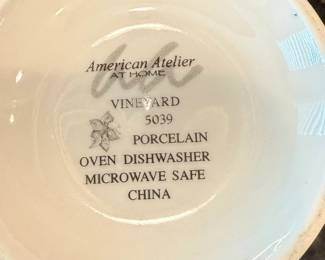 American Atelier
AT HOME
VINEYARD
5039
PORCELAIN
OVEN DISHWASHER
MICROWAVE SAFE
CHINA